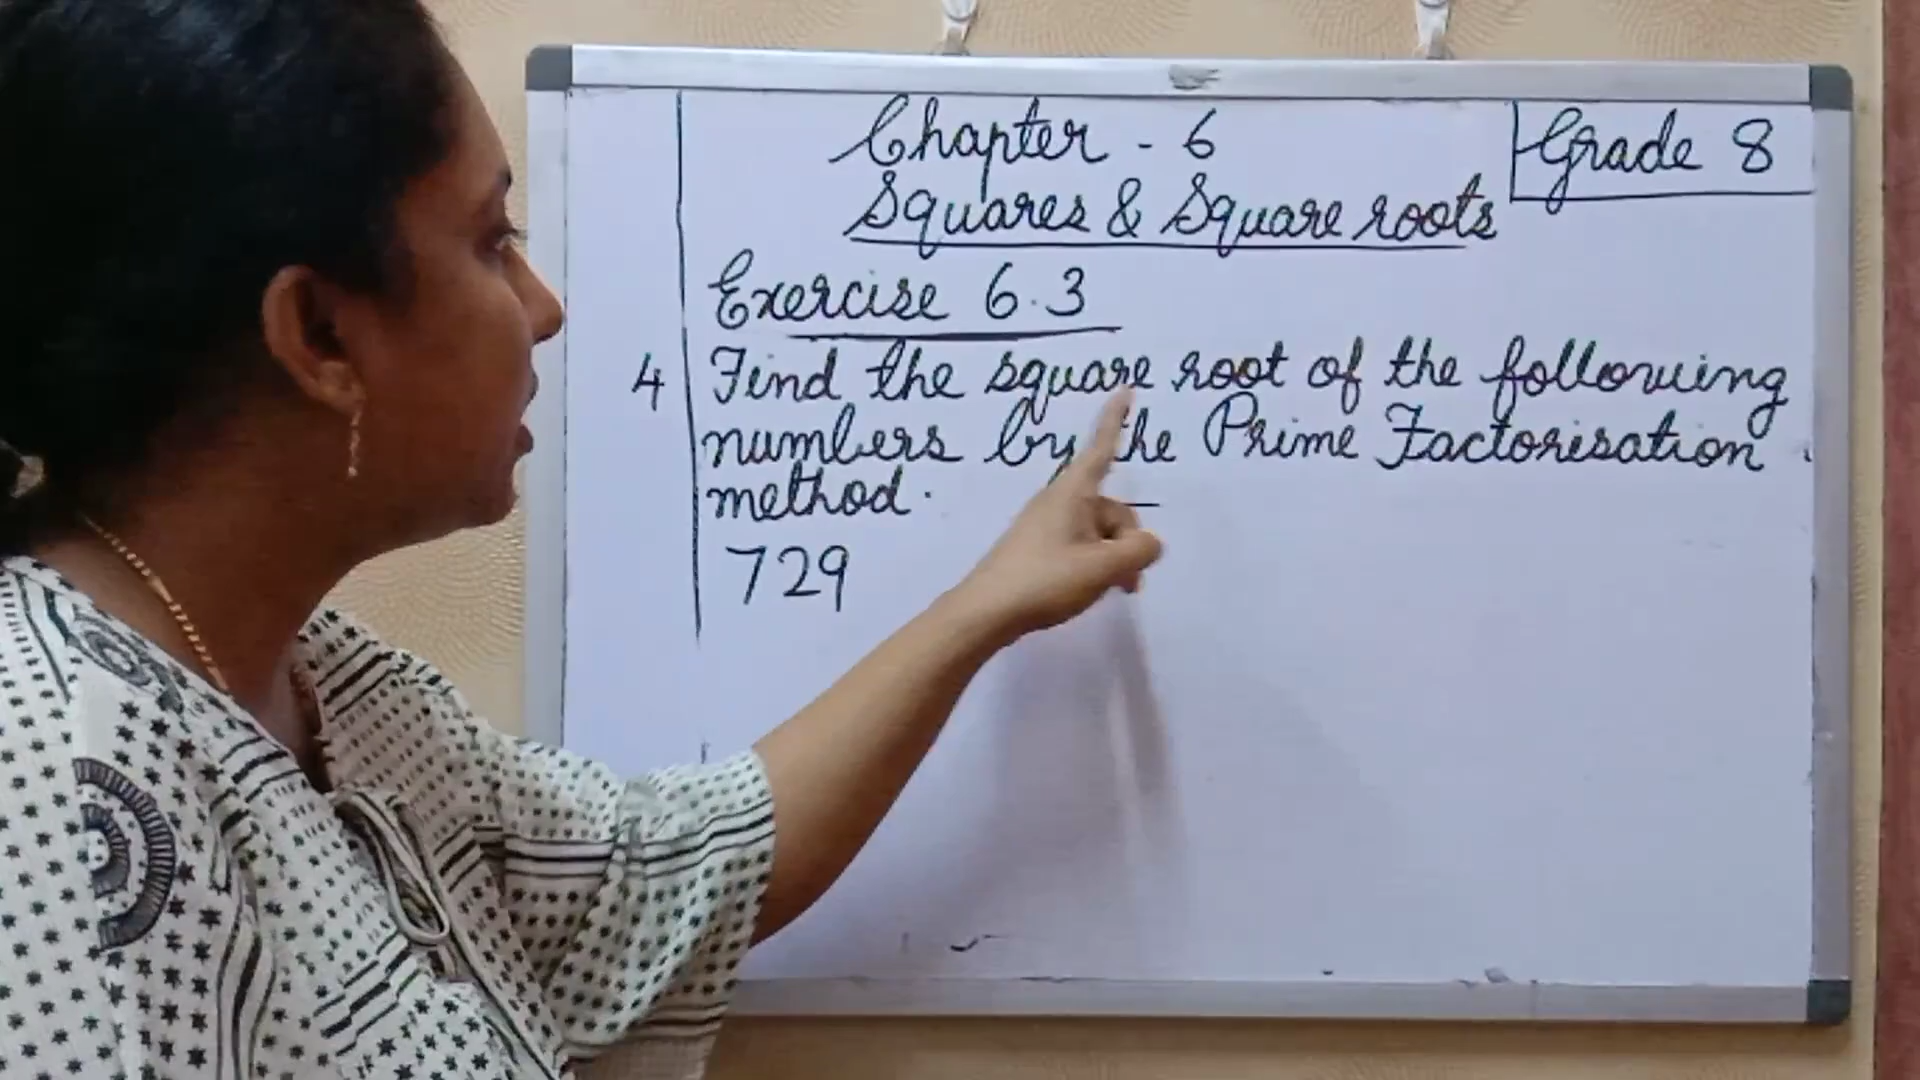 Chapter - 6
Grade 8
Squares & Square roots
Exercise 6.3
4 Find the square root of the following
numbers by the Prime Factorisation
method.
729